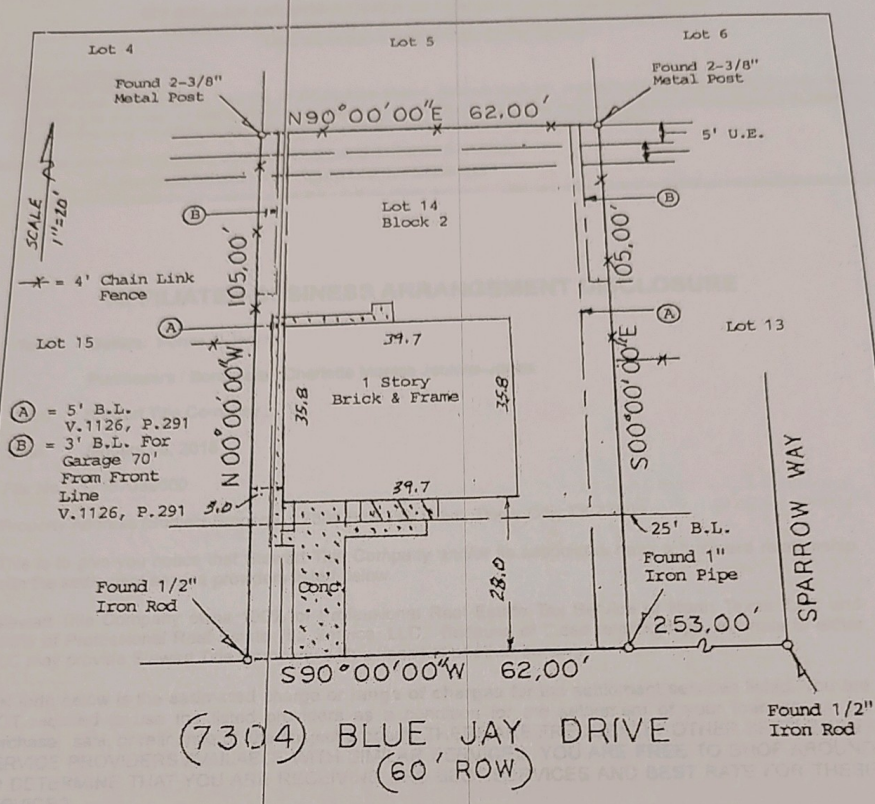 Lot 4
Lot 5
Lot 6
Found 2-3/8"
Metal Post
Found 2-3/8"
Metal Post
N90°00'00"E 62,00'
5' U.E.
SCALE
1"=20'
B
Lot 14
Block 2
B
105,00'
105,00'
-x- = 4' Chain Link
Fence
A
A
Lot 15
39.7
Lot 13
1 Story
Brick & Frame
35.8
35.8
N00°00'00"W
S00°00'00"E
A = 5' B.L.
V.1126, P.291
B = 3' B.L. For
Garage 70'
From Front
Line
V.1126, P.291
3.0
39.7
25' B.L.
SPARROW WAY
Found 1/2"
Iron Rod
Conc.
28.0
Found 1"
Iron Pipe
253,00'
S90°00'00"W 62,00'
Found 1/2"
Iron Rod
(7304) BLUE JAY DRIVE
(60' ROW)